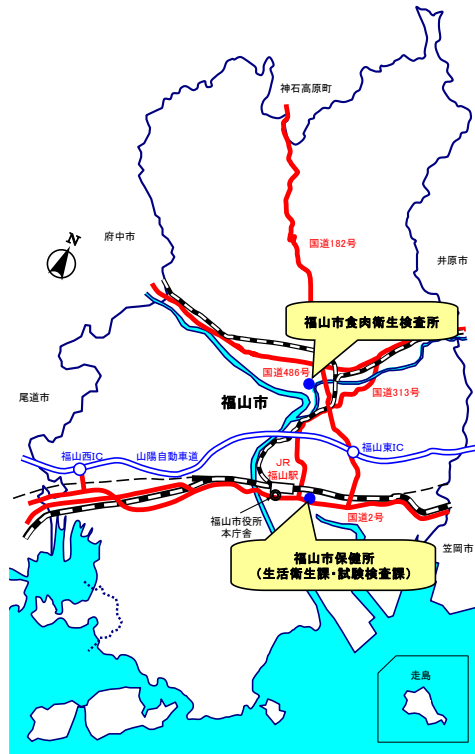 神石高原町
N
府中市
国道182号
井原市
福山市食肉衛生検査所
国道486号
国道313号
尾道市
福山市
福山西IC
山陽自動車道
福山東IC
JR
福山駅
福山市役所
本庁舎
国道2号
笠岡市
福山市保健所
(生活衛生課・試験検査課)
走島